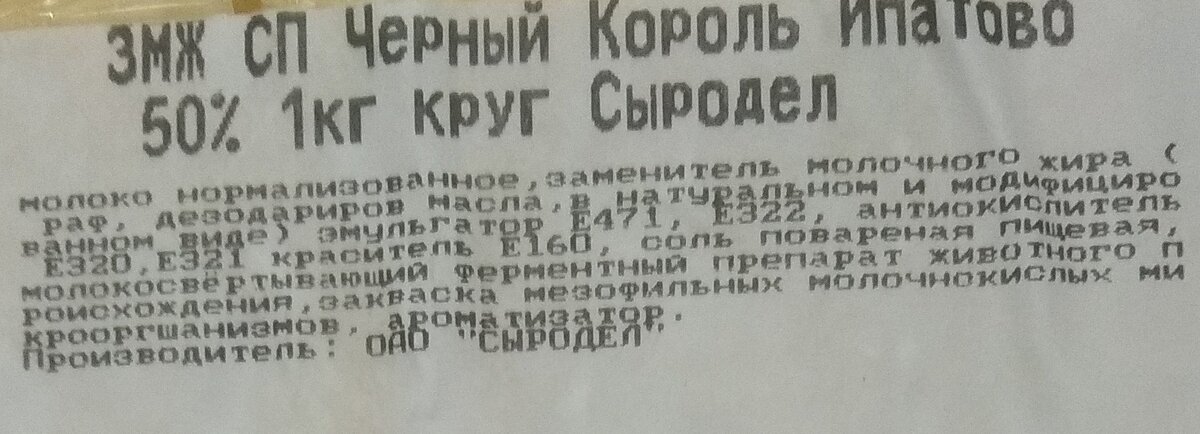 ЗМЖ СП Черный Король Ипатово
50% 1кг круг Сыродел
молоко нормализованное,заменитель молочного жира (
раф, дезодариров масла,в натуральном и модифициро
ванном виде) эмульгатор Е471, Е322, антиокислитель
Е320,Е321 краситель Е160, соль повареная пищевая,
молокосвёртывающий ферментный препарат животного п
роисхождения,закваска мезофильных молочнокислых ми
крооргшанизмов, ароматизатор.
Производитель: ОАО "СЫРОДЕЛ"